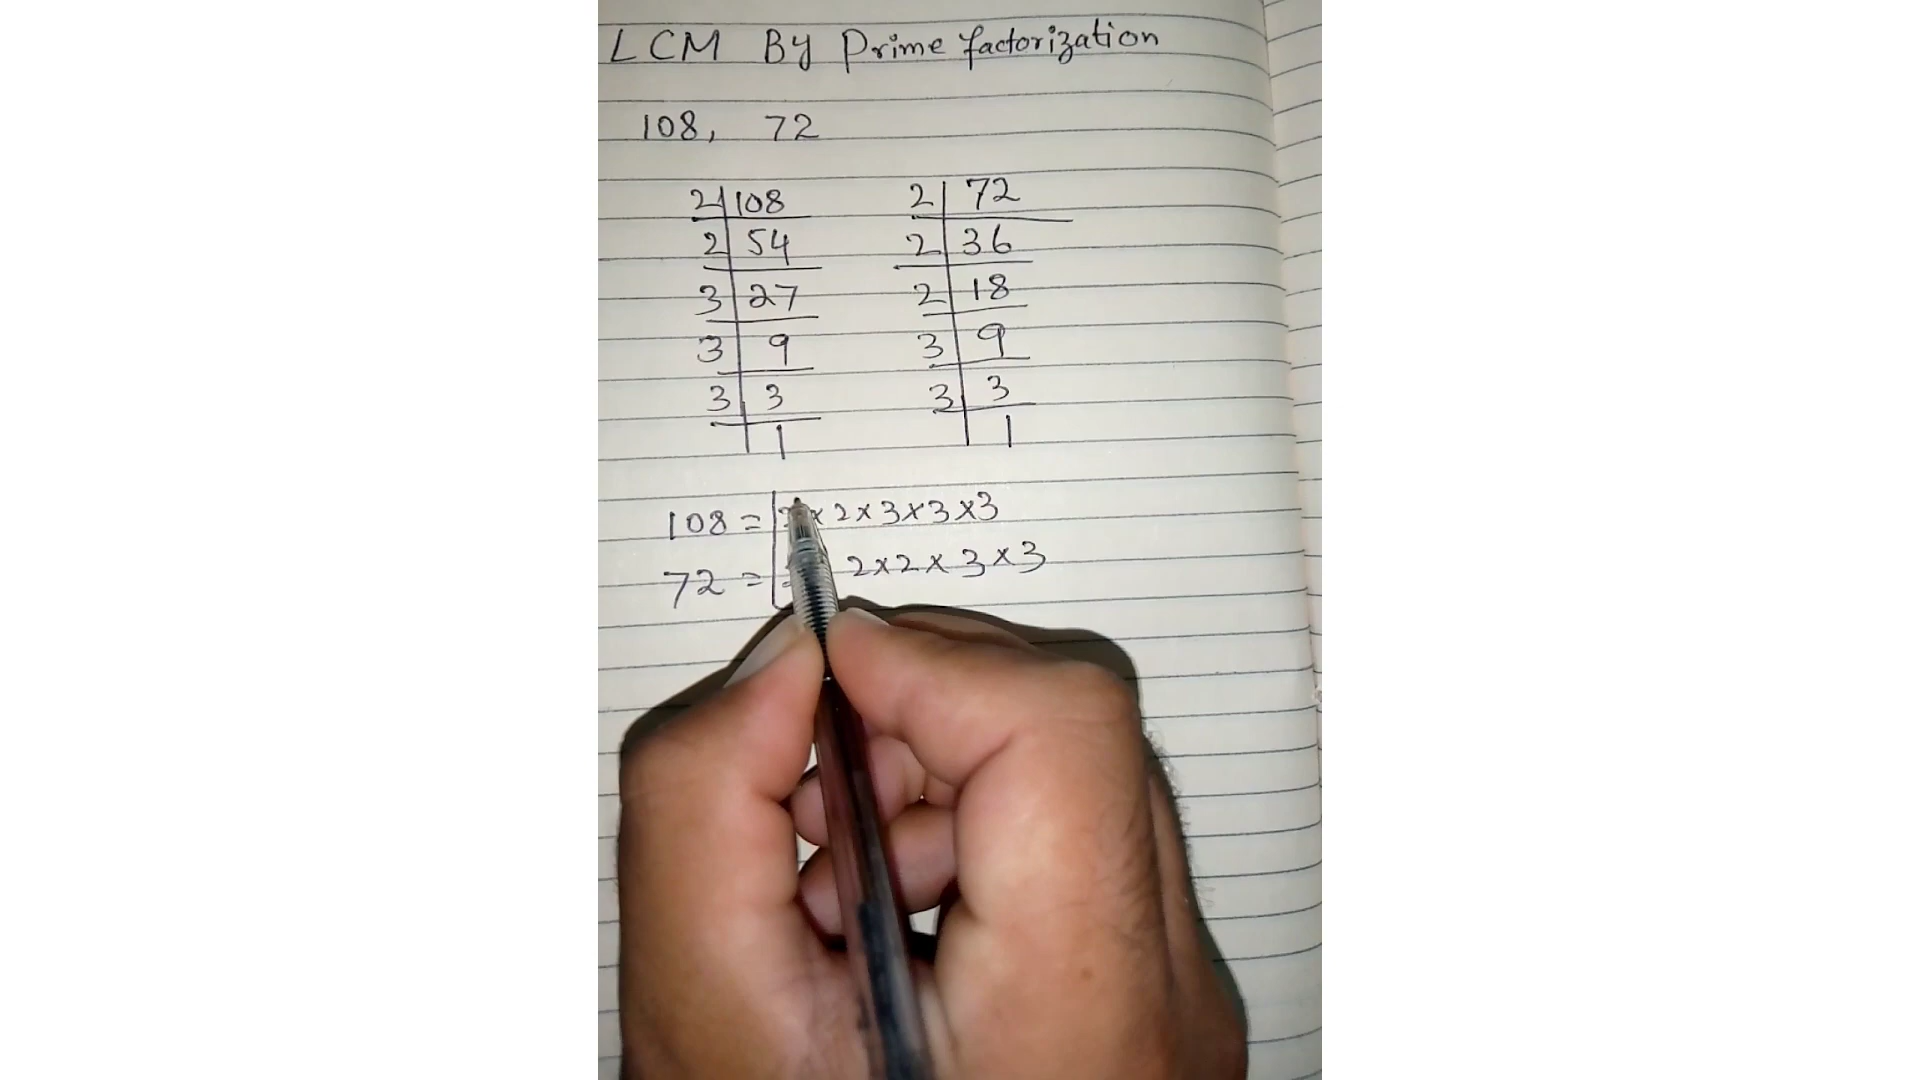 LCM By Prime factorization
108, 72
2 108 2 72
2 54 2 36
3 27 2 18
3 9 3 9
3 3 3 3
1 1
108 = 2 × 2 × 3 × 3 × 3
72 = 2 × 2 × 3 × 3